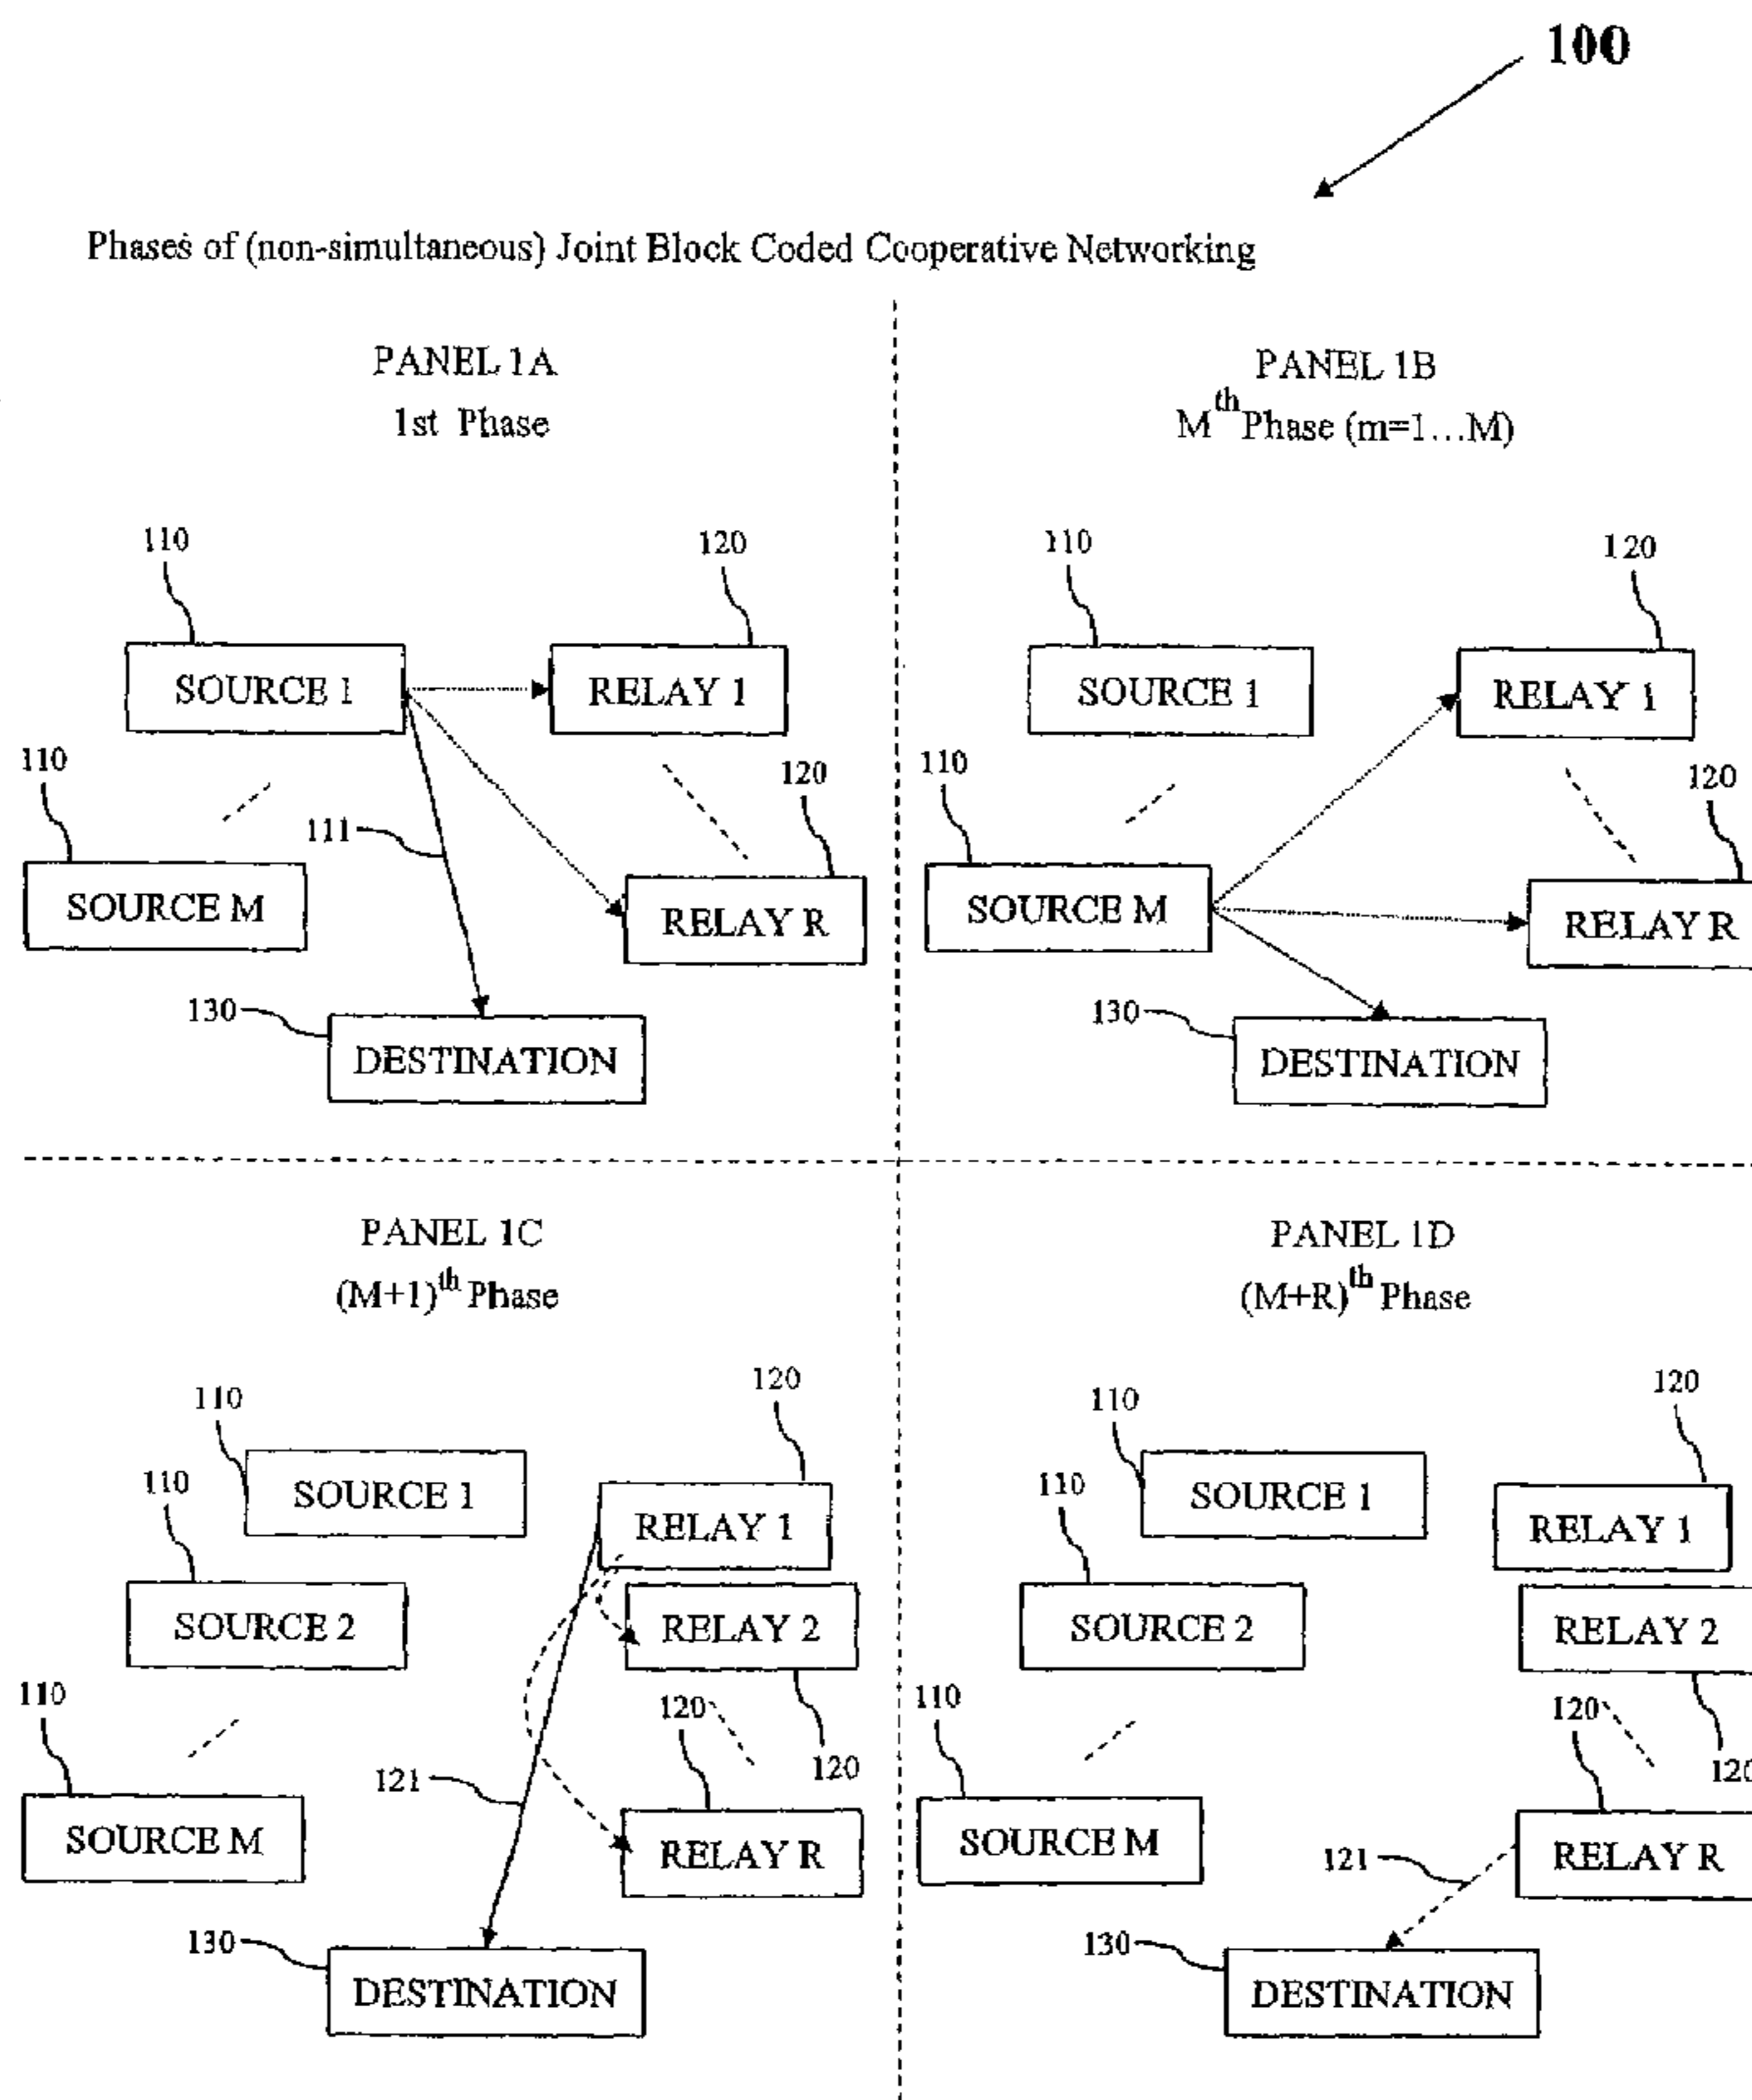 100
Phases of (non-simultaneous) Joint Block Coded Cooperative Networking
PANEL 1A
1st Phase
110
120
SOURCE 1
RELAY 1
110
120
111
SOURCE M
RELAY R
130
DESTINATION
PANEL 1B
Mth Phase (m=1...M)
110
120
SOURCE 1
RELAY 1
110
120
SOURCE M
RELAY R
130
DESTINATION
PANEL 1C
(M+1)th Phase
120
110
SOURCE 1
110
RELAY 1
SOURCE 2
RELAY 2
110
120
120
121
SOURCE M
RELAY R
130
DESTINATION
PANEL 1D
(M+R)th Phase
120
110
SOURCE 1
110
RELAY 1
SOURCE 2
RELAY 2
110
120
120
SOURCE M
121
RELAY R
130
DESTINATION